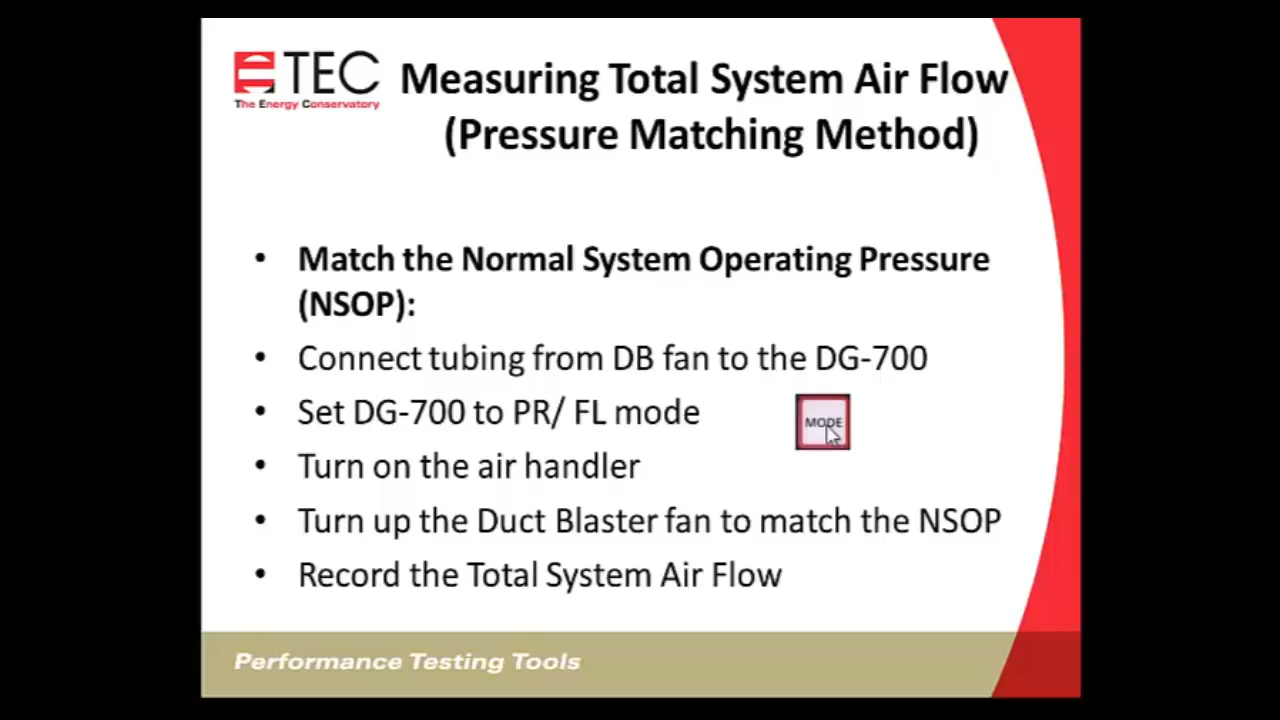 TEC
The Energy Conservatory
Measuring Total System Air Flow
(Pressure Matching Method)
• Match the Normal System Operating Pressure
(NSOP):
• Connect tubing from DB fan to the DG-700
• Set DG-700 to PR/ FL mode
MODE
• Turn on the air handler
• Turn up the Duct Blaster fan to match the NSOP
• Record the Total System Air Flow
Performance Testing Tools